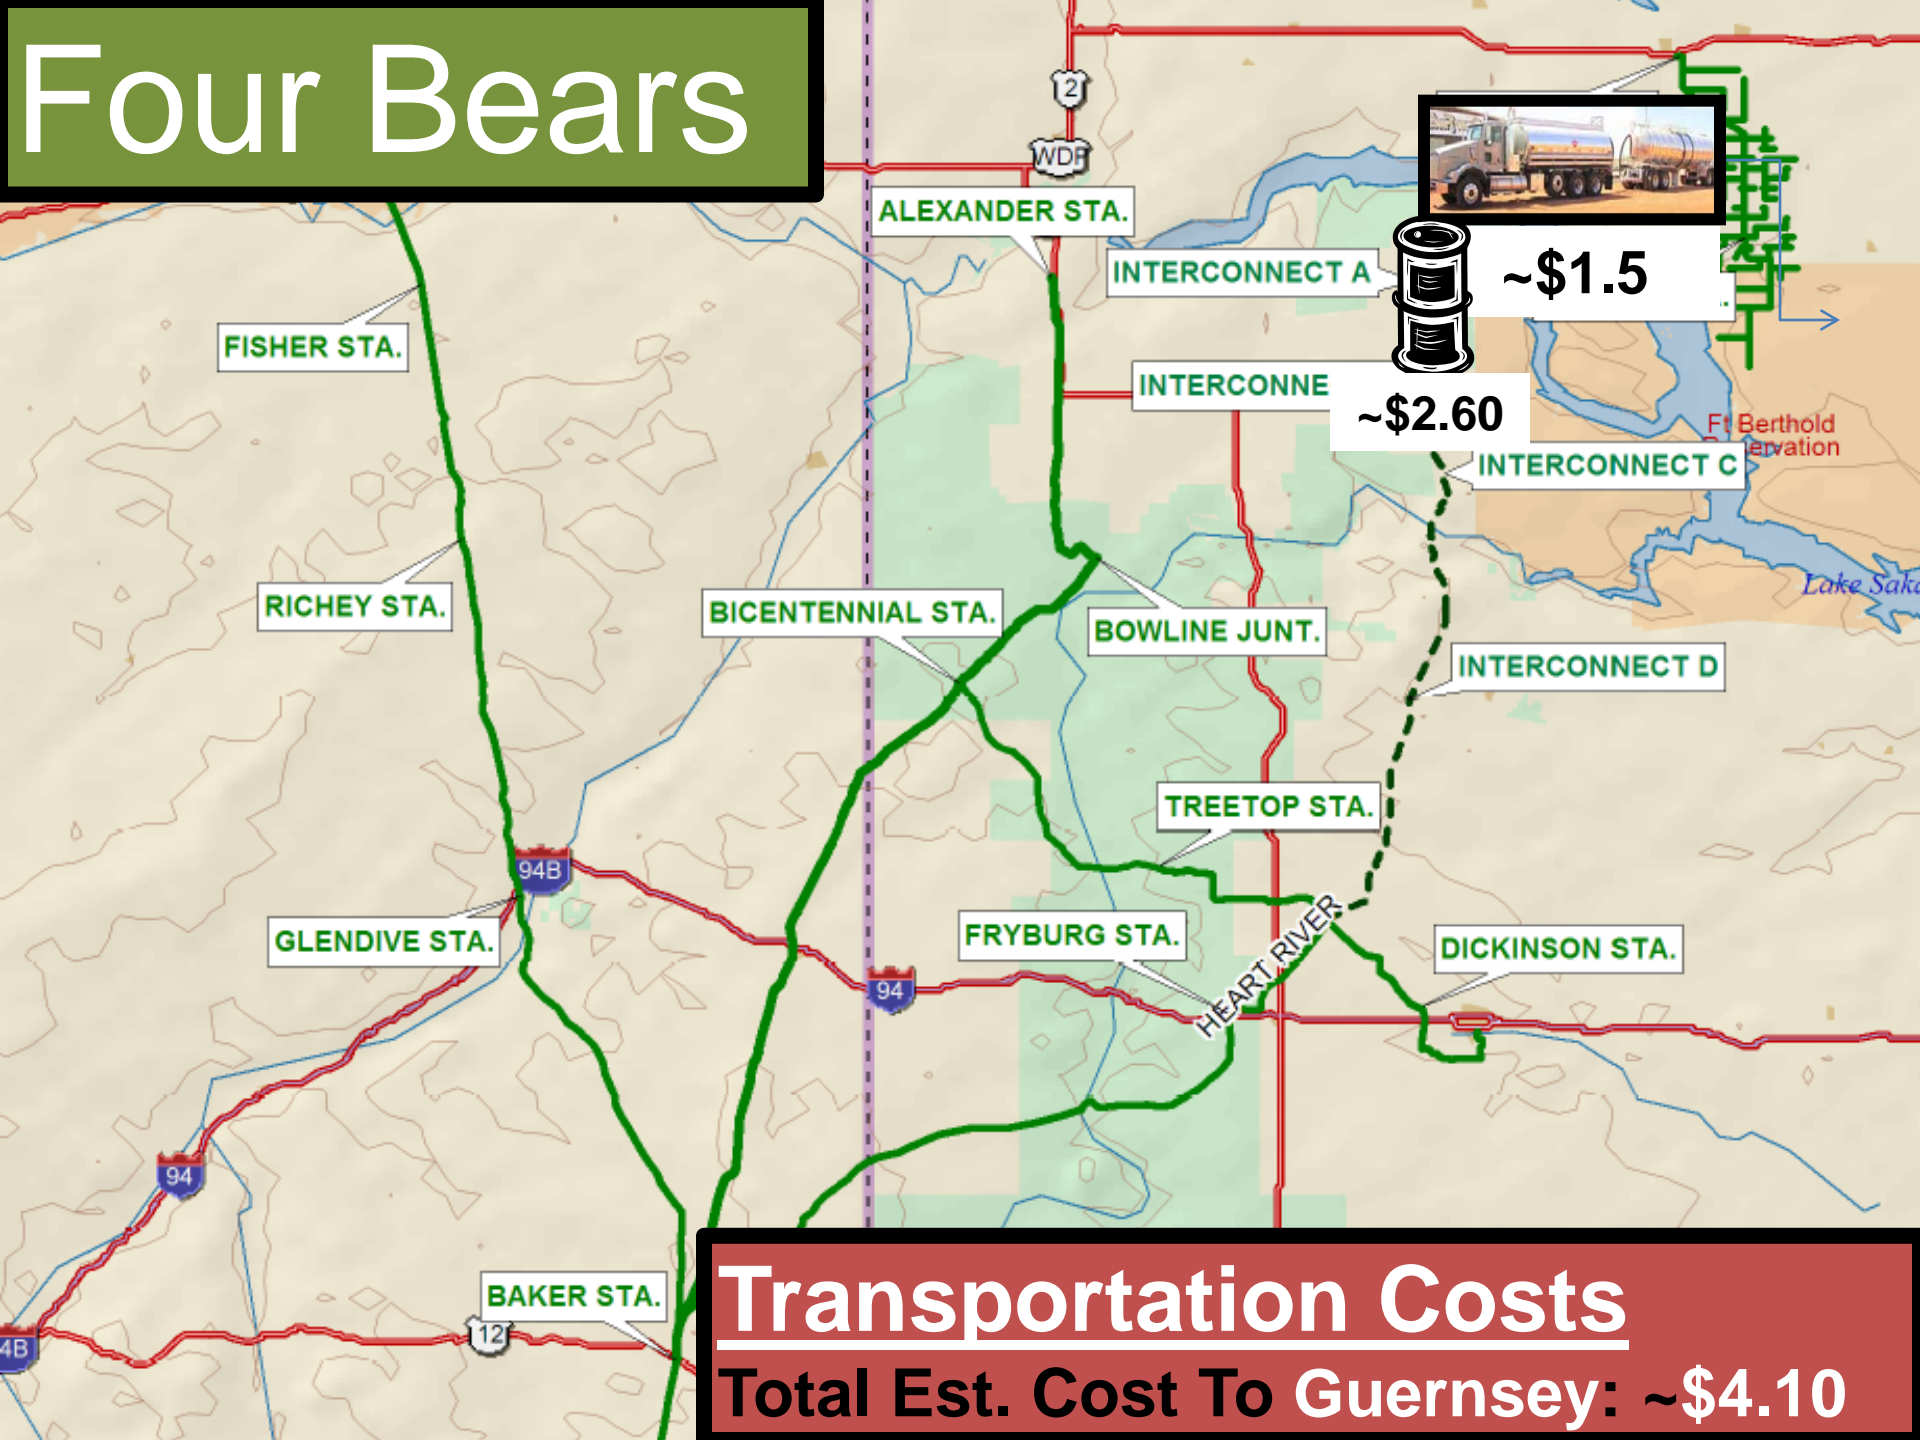 Four Bears
2
WDF
ALEXANDER STA.
INTERCONNECT A
~$1.5
FISHER STA.
INTERCONNE
~$2.60
Ft Berthold
ervation
INTERCONNECT C
RICHEY STA.
BICENTENNIAL STA.
BOWLINE JUNT.
Lake Saka
INTERCONNECT D
TREETOP STA.
94B
GLENDIVE STA.
FRYBURG STA.
HEART RIVER
DICKINSON STA.
94
94
BAKER STA.
12
4B
Transportation Costs
Total Est. Cost To Guernsey: ~$4.10